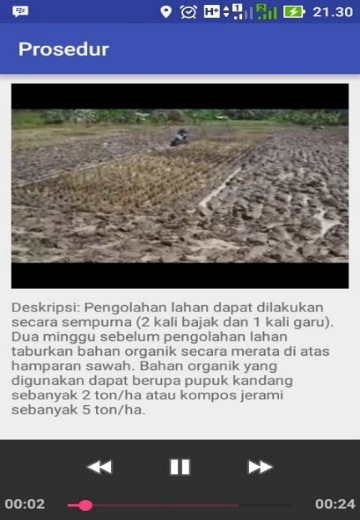 H+ 1 2 21.30
Prosedur
Deskripsi: Pengolahan lahan dapat dilakukan
secara sempurna (2 kali bajak dan 1 kali garu).
Dua minggu sebelum pengolahan lahan
taburkan bahan organik secara merata di atas
hamparan sawah. Bahan organik yang
digunakan dapat berupa pupuk kandang
sebanyak 2 ton/ha atau kompos jerami
sebanyak 5 ton/ha.
00:02 00:24